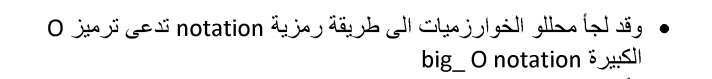 • وقد لجأ محللو الخوارزميات الى طريقة رمزية notation تدعى ترميز O
الكبيرة big_ O notation